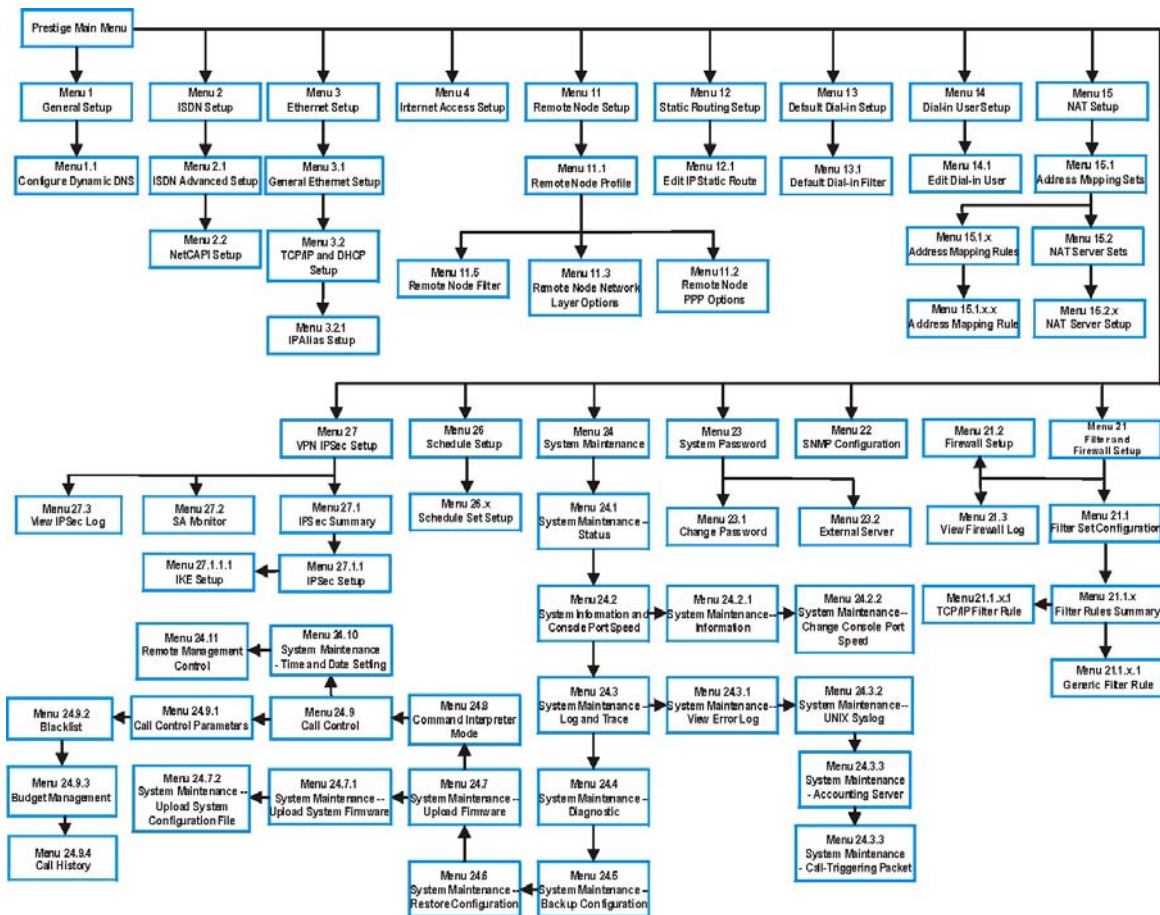 Prestige Main Menu
Menu 1
General Setup
Menu 2
ISDN Setup
Menu 3
Ethernet Setup
Menu 4
Internet Access Setup
Menu 11
Remote Node Setup
Menu 12
Static Routing Setup
Menu 13
Default Dial-in Setup
Menu 14
Dial-in User Setup
Menu 15
NAT Setup
Menu 1.1
Configure Dynamic DNS
Menu 2.1
ISDN Advanced Setup
Menu 3.1
General Ethernet Setup
Menu 11.1
Remote Node Profile
Menu 12.1
Edit IP Static Route
Menu 13.1
Default Dial-in Filter
Menu 14.1
Edit Dial-in User
Menu 15.1
Address Mapping Sets
Menu 2.2
NetCAPI Setup
Menu 3.2
TCP/IP and DHCP
Setup
Menu 11.5
Remote Node Filter
Menu 11.3
Remote Node Network
Layer Options
Menu 11.2
Remote Node
PPP Options
Menu 15.1.x
Address Mapping Rules
Menu 15.2
NAT Server Sets
Menu 3.2.1
IP Alias Setup
Menu 15.1.x.x
Address Mapping Rule
Menu 15.2.x
NAT Server Setup
Menu 27
VPN IPSec Setup
Menu 26
Schedule Setup
Menu 24
System Maintenance
Menu 23
System Password
Menu 22
SNMP Configuration
Menu 21.2
Firewall Setup
Menu 21
Filter and
Firewall Setup
Menu 27.3
View IPSec Log
Menu 27.2
SA Monitor
Menu 27.1
IPSec Summary
Menu 26.x
Schedule Set Setup
Menu 24.1
System Maintenance --
Status
Menu 23.1
Change Password
Menu 23.2
External Server
Menu 21.3
View Firewall Log
Menu 21.1
Filter Set Configuration
Menu 27.1.1.1
IKE Setup
Menu 27.1.1
IPSec Setup
Menu 24.2
System Information and
Console Port Speed
Menu 24.2.1
System Maintenance--
Information
Menu 24.2.2
System Maintenance--
Change Console Port
Speed
Menu21.1.x.1
TCP/IP Filter Rule
Menu 21.1.x
Filter Rules Summary
Menu 24.11
Remote Management
Control
Menu 24.10
System Maintenance
- Time and Date Setting
Menu 21.1.x.1
Generic Filter Rule
Menu 24.9.2
Blacklist
Menu 24.9.1
Call Control Parameters
Menu 24.9
Call Control
Menu 24.8
Command Interpreter
Mode
Menu 24.3
System Maintenance --
Log and Trace
Menu 24.3.1
System Maintenance--
View Error Log
Menu 24.3.2
System Maintenance--
UNIX Syslog
Menu 24.9.3
Budget Management
Menu 24.7.2
System Maintenance --
Upload System
Configuration File
Menu 24.7.1
System Maintenance --
Upload System Firmware
Menu 24.7
System Maintenance --
Upload Firmware
Menu 24.4
System Maintenance --
Diagnostic
Menu 24.3.3
System Maintenance
- Accounting Server
Menu 24.9.4
Call History
Menu 24.6
System Maintenance --
Restore Configuration
Menu 24.5
System Maintenance --
Backup Configuration
Menu 24.3.3
System Maintenance
- Call-Triggering Packet